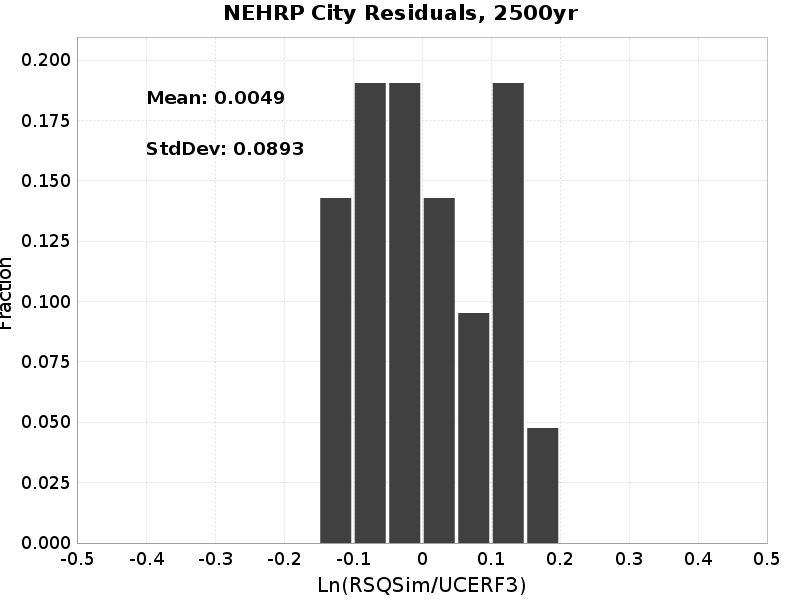 NEHRP City Residuals, 2500yr
0.200
Mean: 0.0049
0.175
StdDev: 0.0893
0.150
0.125
Fraction
0.100
0.075
0.050
0.025
0.000
-0.5 -0.4 -0.3 -0.2 -0.1 0 0.1 0.2 0.3 0.4 0.5
Ln(RSQSim/UCERF3)